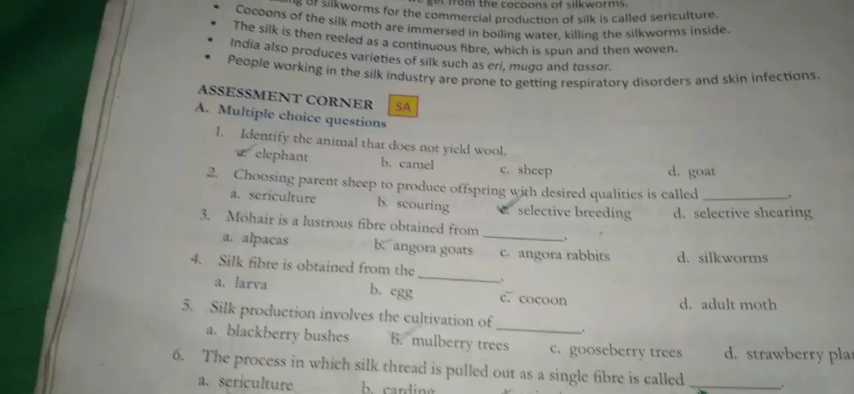 of silkworms for the commercial production of silk is called sericulture.
from the cocoons of silkworms.
• Cocoons of the silk moth are immersed in boiling water, killing the silkworms inside.
• The silk is then reeled as a continuous fibre, which is spun and then woven.
• India also produces varieties of silk such as eri, muga and tassar.
• People working in the silk industry are prone to getting respiratory disorders and skin infections.
ASSESSMENT CORNER SA
A. Multiple choice questions
1. Identify the animal that does not yield wool.
a. elephant b. camel c. sheep d. goat
2. Choosing parent sheep to produce offspring with desired qualities is called ________.
a. sericulture b. scouring c. selective breeding d. selective shearing
3. Mohair is a lustrous fibre obtained from ________.
a. alpacas b. angora goats c. angora rabbits d. silkworms
4. Silk fibre is obtained from the ________.
a. larva b. egg c. cocoon d. adult moth
5. Silk production involves the cultivation of ________.
a. blackberry bushes b. mulberry trees c. gooseberry trees d. strawberry pla
6. The process in which silk thread is pulled out as a single fibre is called ________.
a. sericulture b. carding